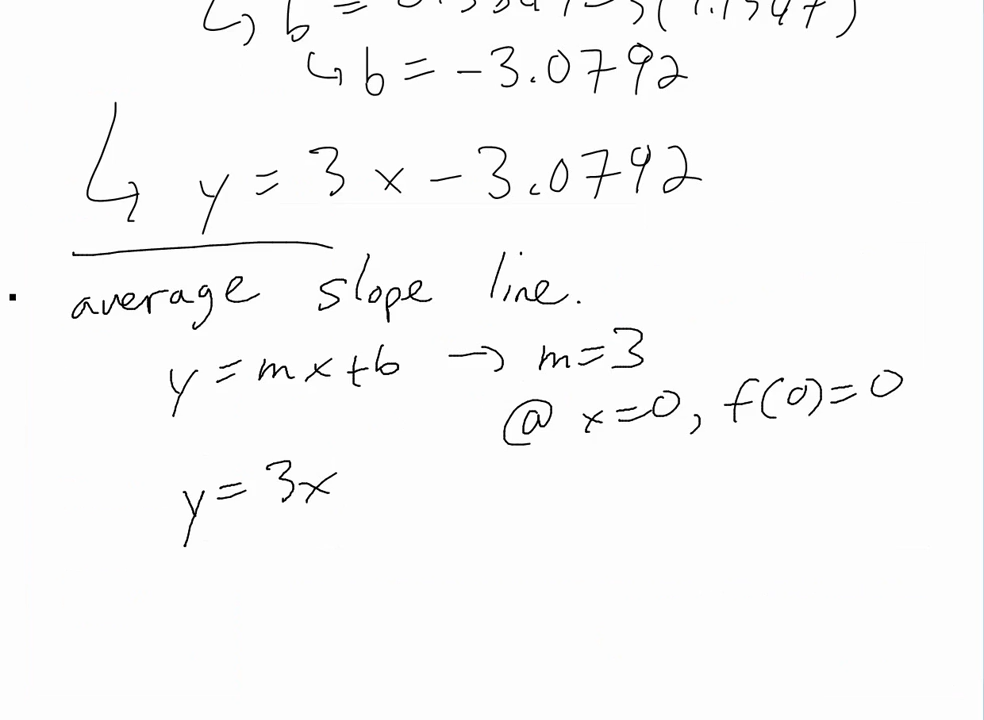 ↳ b =
↳ b = -3.0792
↳ y = 3x - 3.0792
average slope line.
y = mx + b → m = 3
@ x = 0, f(0) = 0
y = 3x